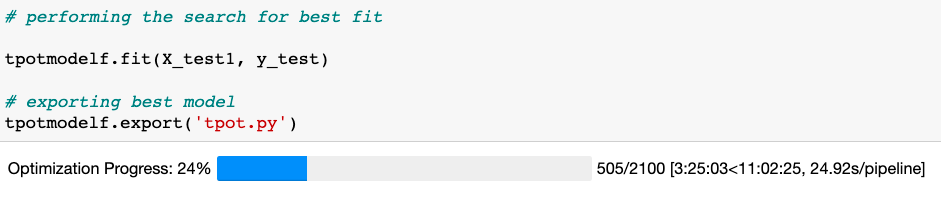 # performing the search for best fit
tpotmodelf.fit(X_test1, y_test)
# exporting best model
tpotmodelf.export('tpot.py')
Optimization Progress: 24% 505/2100 [3:25:03<11:02:25, 24.92s/pipeline]